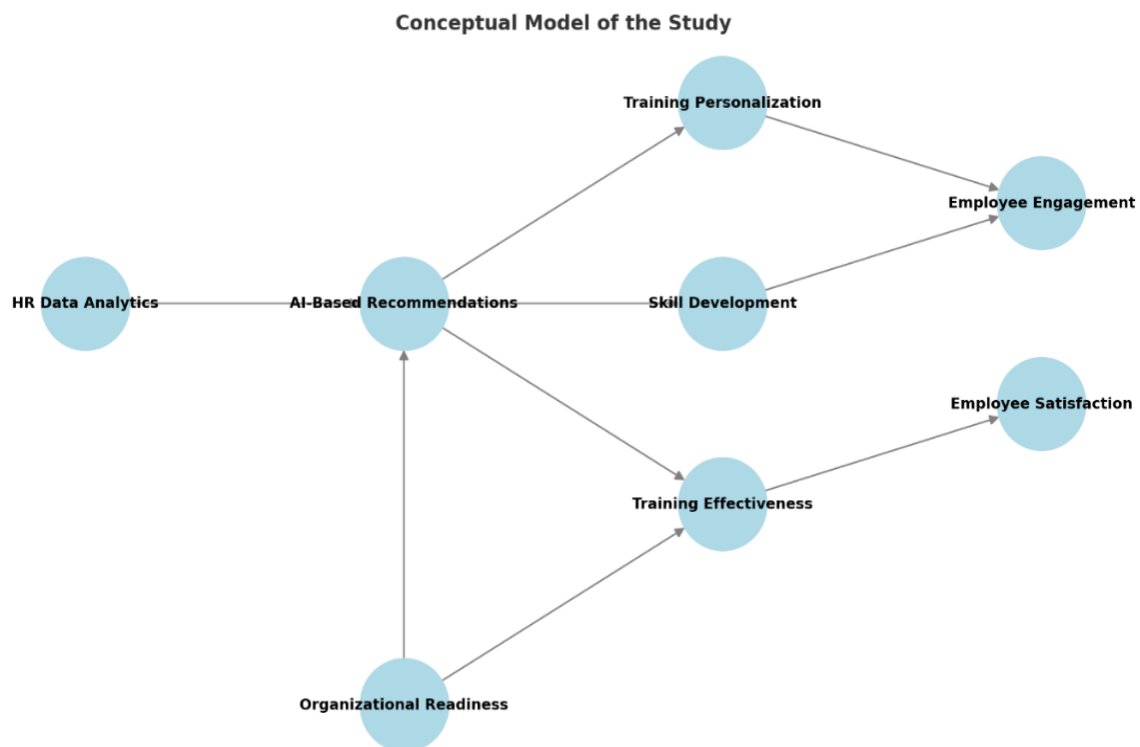 Conceptual Model of the Study
Training Personalization
Employee Engagement
HR Data Analytics
AI-Based Recommendations
Skill Development
Employee Satisfaction
Training Effectiveness
Organizational Readiness